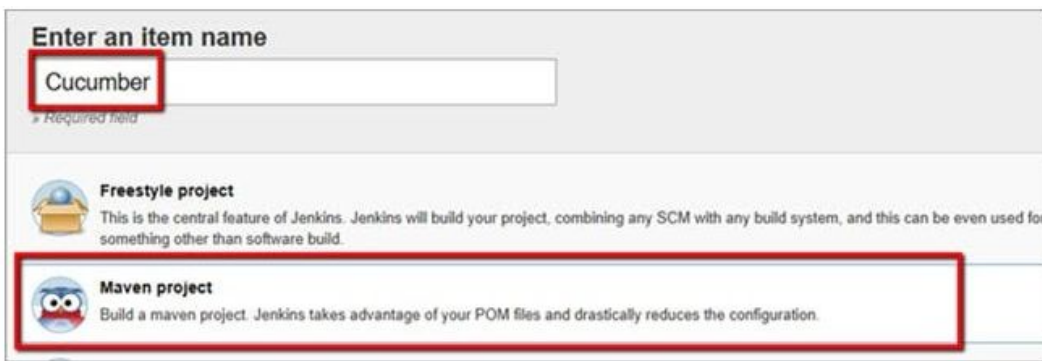 Enter an item name
Cucumber
» Required field
Freestyle project
This is the central feature of Jenkins. Jenkins will build your project, combining any SCM with any build system, and this can be even used for
something other than software build.
Maven project
Build a maven project. Jenkins takes advantage of your POM files and drastically reduces the configuration.